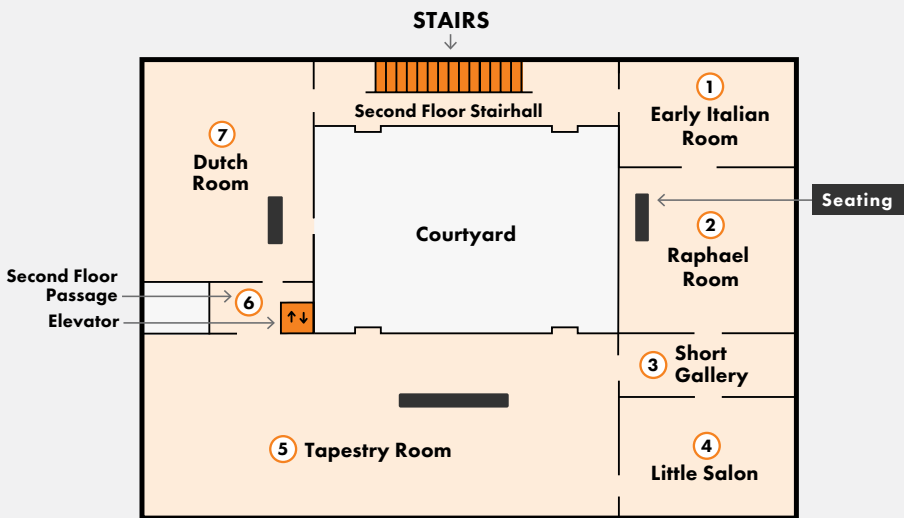 STAIRS
Second Floor Stairhall
1
Early Italian
Room
7
Dutch
Room
Seating
2
Raphael
Room
Courtyard
Second Floor
Passage
6
Elevator
3
Short
Gallery
5
Tapestry Room
4
Little Salon